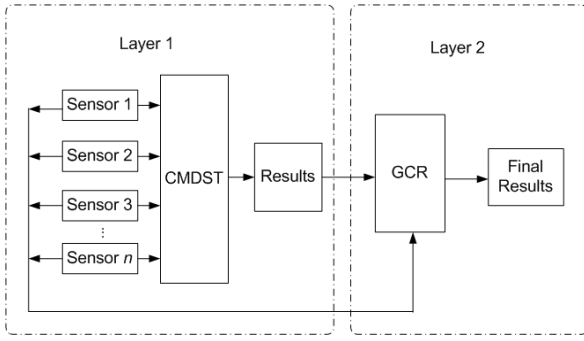 Layer 1
Layer 2
Sensor 1
Sensor 2
Sensor 3
...
Sensor n
CMDST
Results
GCR
Final
Results